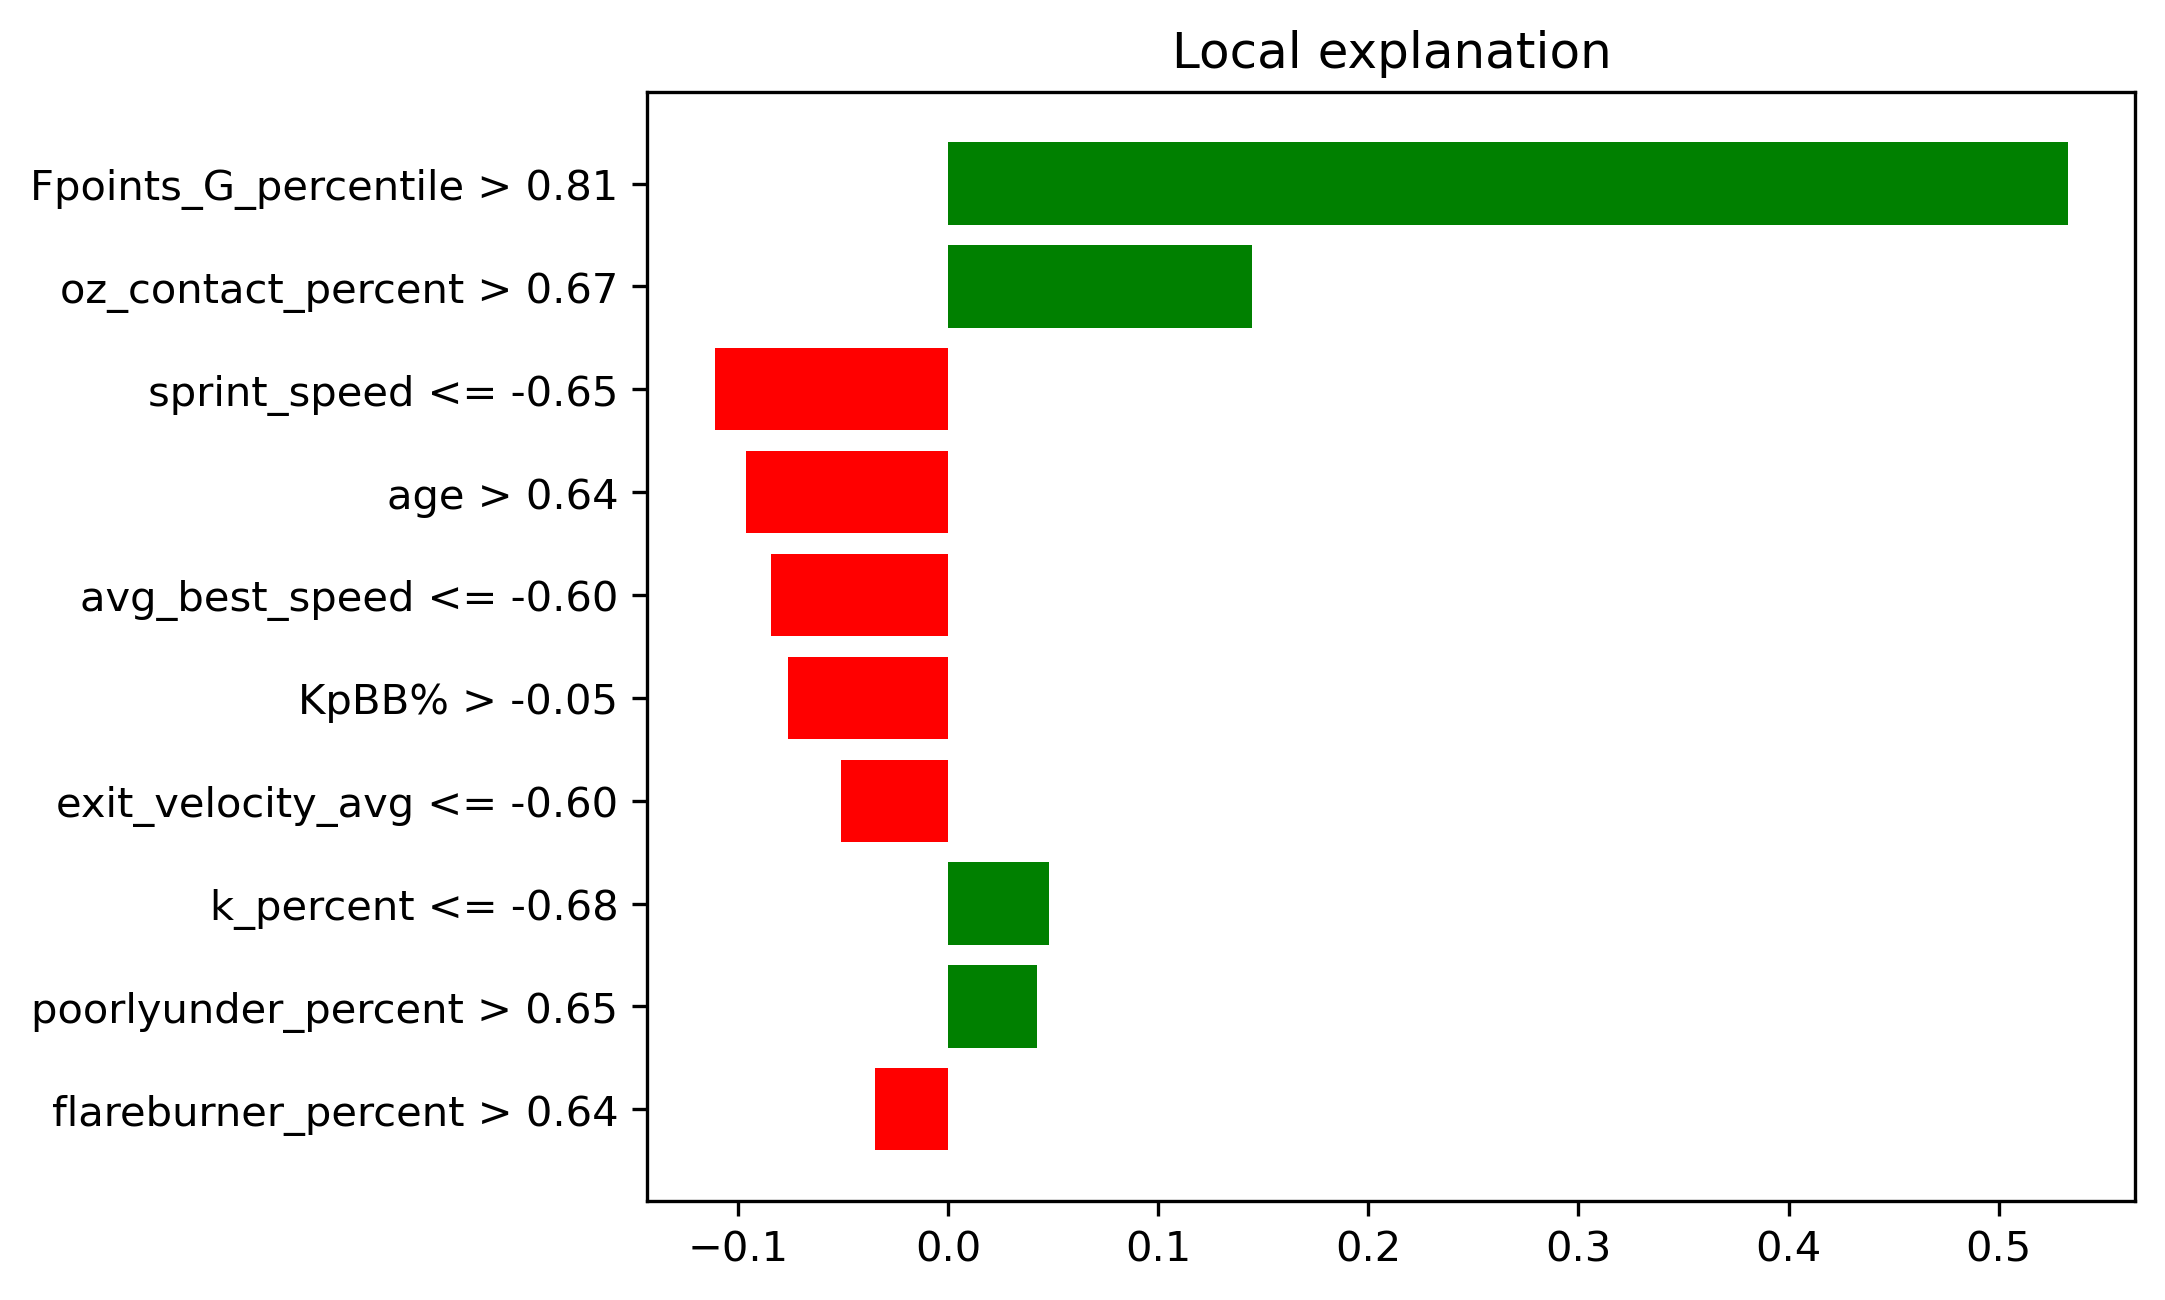 Local explanation
Fpoints_G_percentile > 0.81
oz_contact_percent > 0.67
sprint_speed <= -0.65
age > 0.64
avg_best_speed <= -0.60
KpBB% > -0.05
exit_velocity_avg <= -0.60
k_percent <= -0.68
poorlyunder_percent > 0.65
flareburner_percent > 0.64
−0.1 0.0 0.1 0.2 0.3 0.4 0.5